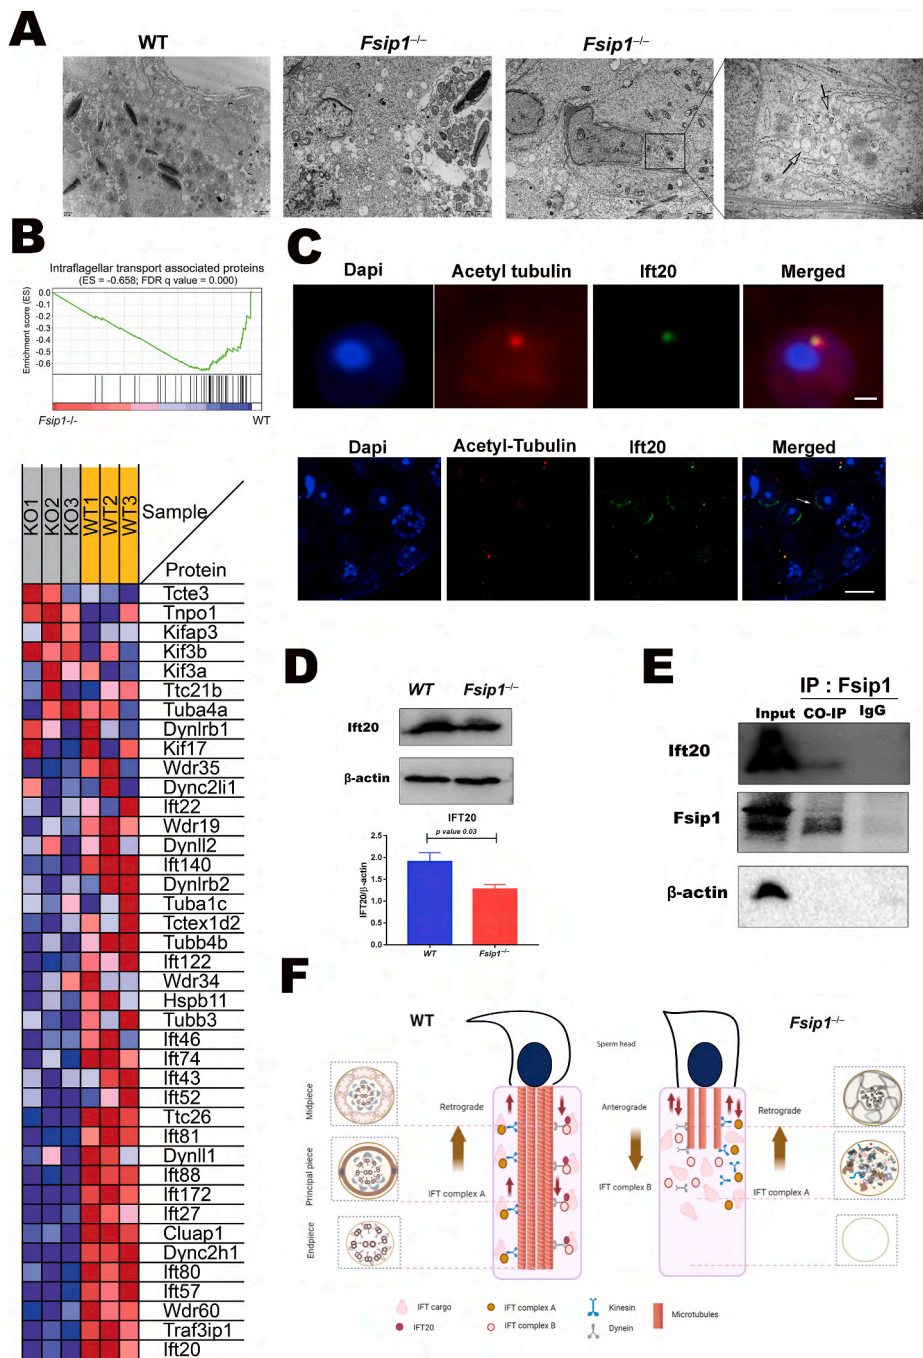 A
WT
Fsip1–/–
Fsip1–/–
B
Intraflagellar transport associated proteins
(ES = -0.658; FDR q value = 0.000)
Enrichment score (ES)
0.0
-0.1
-0.2
-0.3
-0.4
-0.5
-0.6
Fsip1-/-
WT
KO1
KO2
KO3
WT1
WT2
WT3
Sample
Protein
Tcte3
Tnpo1
Kifap3
Kif3b
Kif3a
Ttc21b
Tuba4a
Dynlrb1
Kif17
Wdr35
Dync2li1
Ift22
Wdr19
Dynll2
Ift140
Dynlrb2
Tuba1c
Tctex1d2
Tubb4b
Ift122
Wdr34
Hspb11
Tubb3
Ift46
Ift74
Ift43
Ift52
Ttc26
Ift81
Dynll1
Ift88
Ift172
Ift27
Cluap1
Dync2h1
Ift80
Ift57
Wdr60
Traf3ip1
Ift20
C
Dapi
Acetyl tubulin
Ift20
Merged
Dapi
Acetyl-Tubulin
Ift20
Merged
D
WT
Fsip1–/–
Ift20
β-actin
IFT20
p value 0.03
IFT20/β-actin
2.5
2.0
1.5
1.0
0.5
0.0
WT
Fsip1–/–
E
IP : Fsip1
Input
CO-IP
IgG
Ift20
Fsip1
β-actin
F
WT
Fsip1–/–
Sperm head
Midpiece
Principal piece
Endpiece
Retrograde
IFT complex A
Anterograde
IFT complex B
Retrograde
IFT complex A
IFT cargo
IFT20
IFT complex A
IFT complex B
Kinesin
Dynein
Microtubules